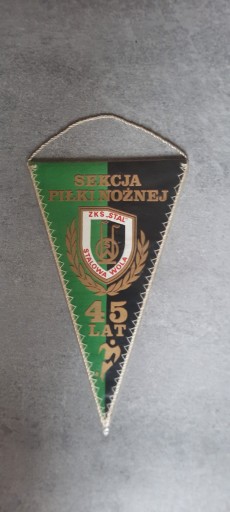 SEKCJA
PIŁKI NOŻNEJ
ZKS „STAL”
STALOWA WOLA
45
LAT